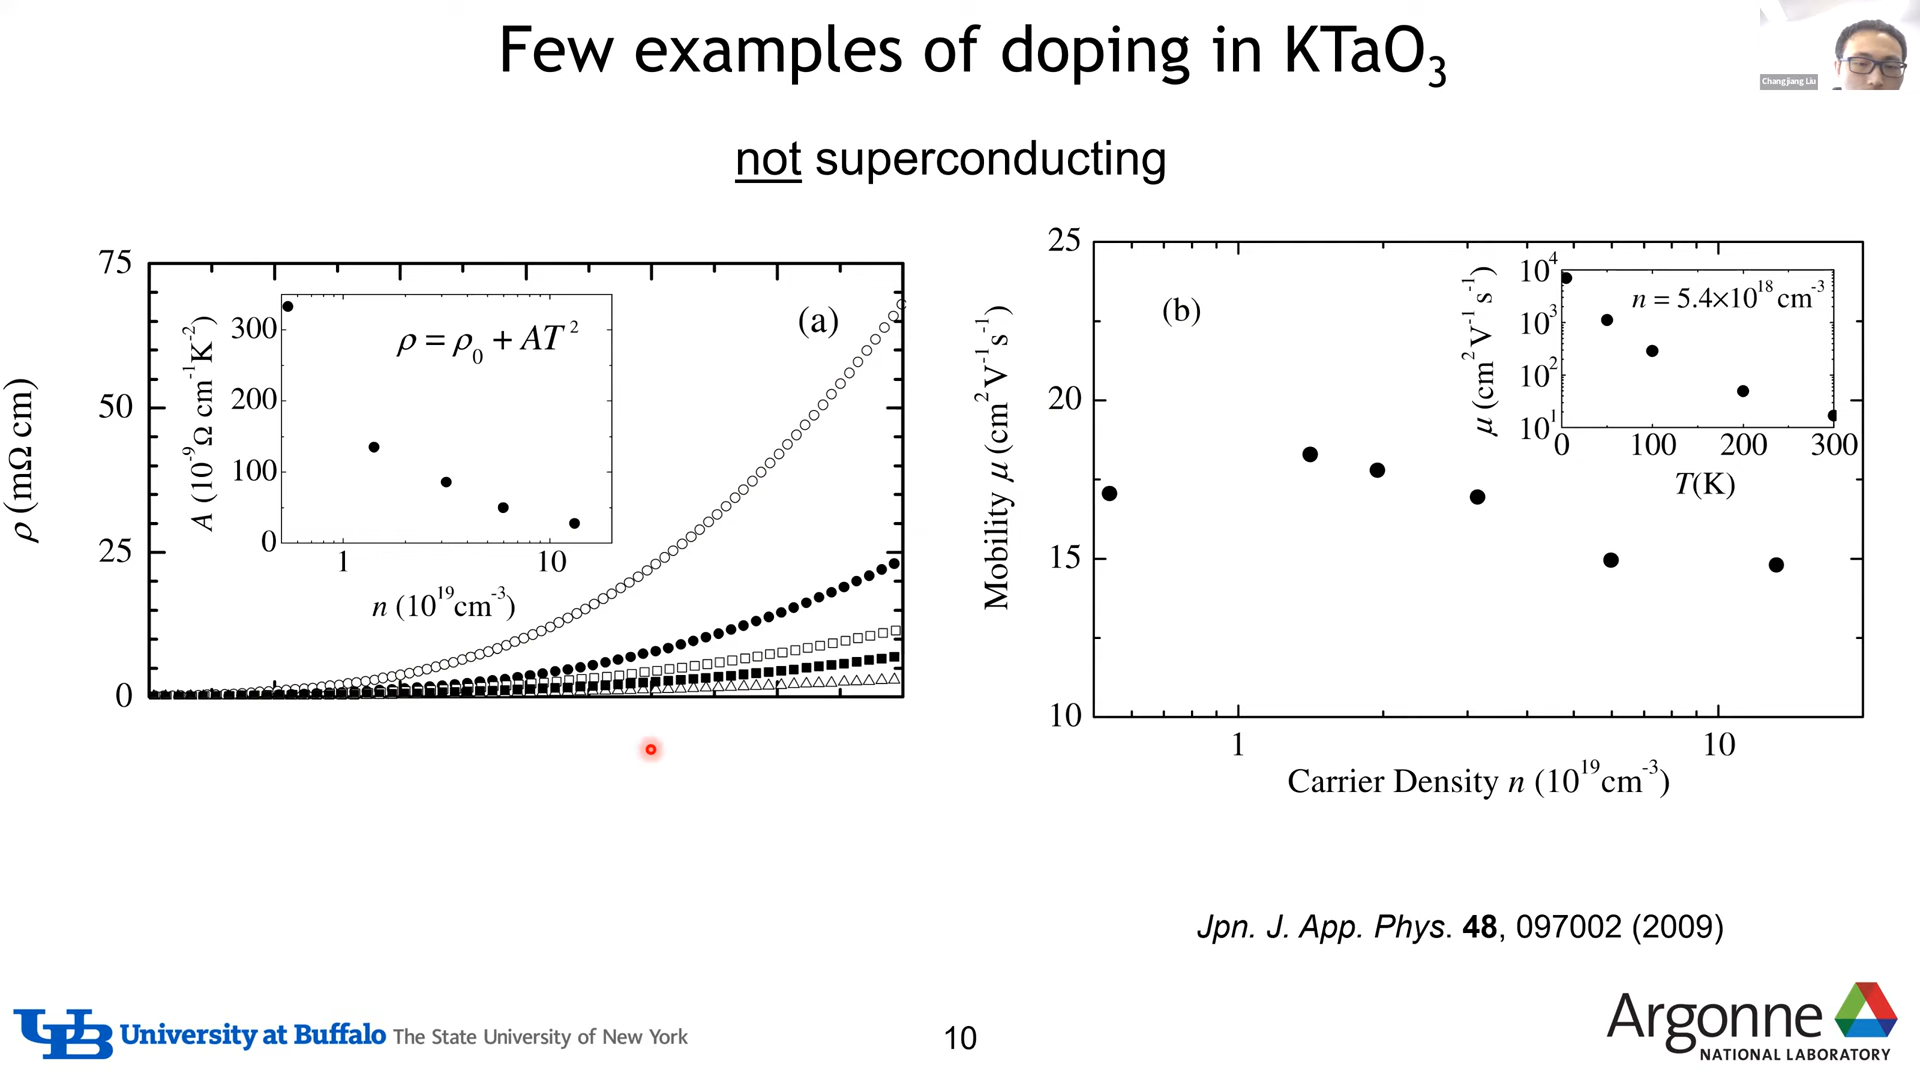 Few examples of doping in KTaO₃
Changjiang Liu
not superconducting
75
50
25
0
ρ (mΩ cm)
(a)
300
200
100
0
A (10⁻⁹Ω cm⁻¹K⁻²)
ρ = ρ₀ + AT²
1 10
n (10¹⁹cm⁻³)
25
20
15
10
Mobility μ (cm²V⁻¹s⁻¹)
(b)
10⁴
10³
10²
10¹
μ (cm²V⁻¹s⁻¹)
n = 5.4×10¹⁸ cm⁻³
0 100 200 300
T(K)
1 10
Carrier Density n (10¹⁹cm⁻³)
Jpn. J. App. Phys. 48, 097002 (2009)
UB University at Buffalo The State University of New York
10
Argonne
NATIONAL LABORATORY